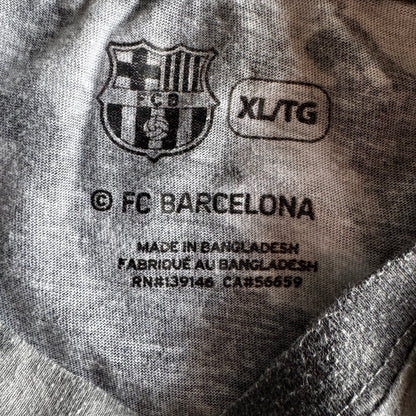 FCB
XL/TG
© FC BARCELONA
MADE IN BANGLADESH
FABRIQUÉ AU BANGLADESH
RN#139146 CA#56659